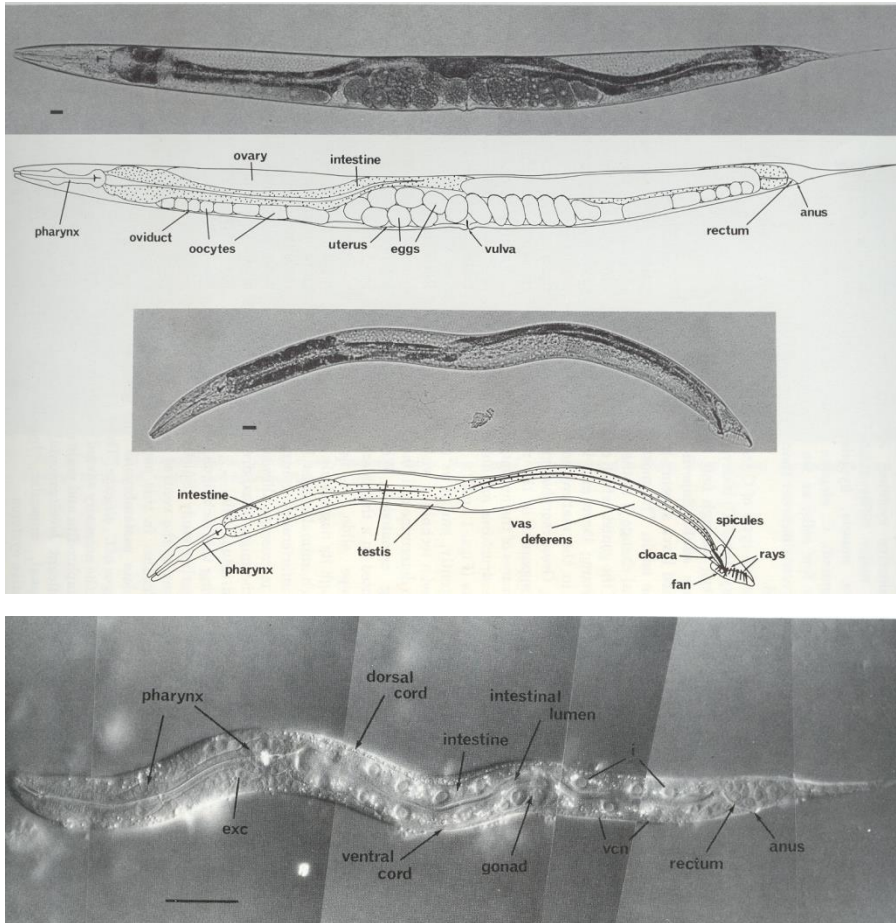 ovary
intestine
pharynx
oviduct
oocytes
uterus
eggs
vulva
rectum
anus
intestine
pharynx
testis
vas
deferens
spicules
cloaca
rays
fan
pharynx
dorsal
cord
intestinal
lumen
intestine
i
exc
ventral
cord
gonad
vcn
rectum
anus